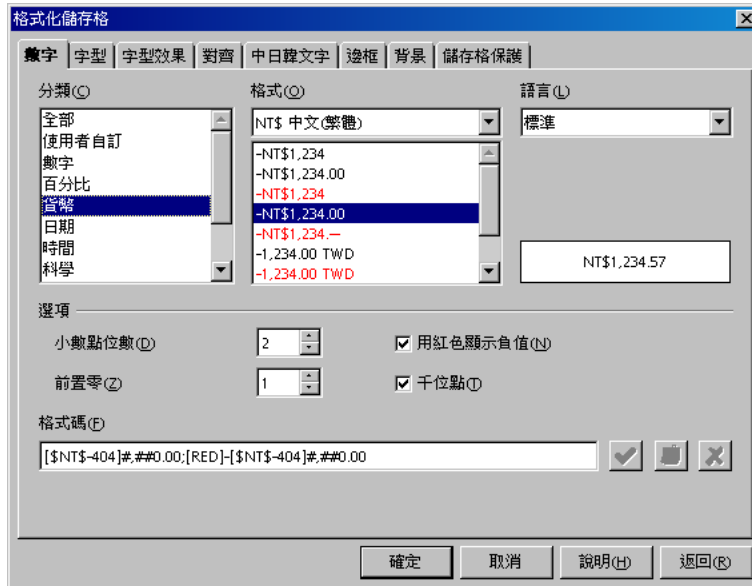 格式化儲存格
數字 字型 字型效果 對齊 中日韓文字 邊框 背景 儲存格保護
分類(C) 格式(O) 語言(L)
全部
使用者自訂
數字
百分比
貨幣
日期
時間
科學
NT$ 中文(繁體)
-NT$1,234
-NT$1,234.00
-NT$1,234
-NT$1,234.00
-NT$1,234.--
-1,234.00 TWD
-1,234.00 TWD
標準
NT$1,234.57
選項
小數點位數(D) 2 用紅色顯示負值(N)
前置零(Z) 1 千位點(T)
格式碼(F)
[$NT$-404]#,##0.00;[RED]-[$NT$-404]#,##0.00
確定 取消 說明(H) 返回(R)